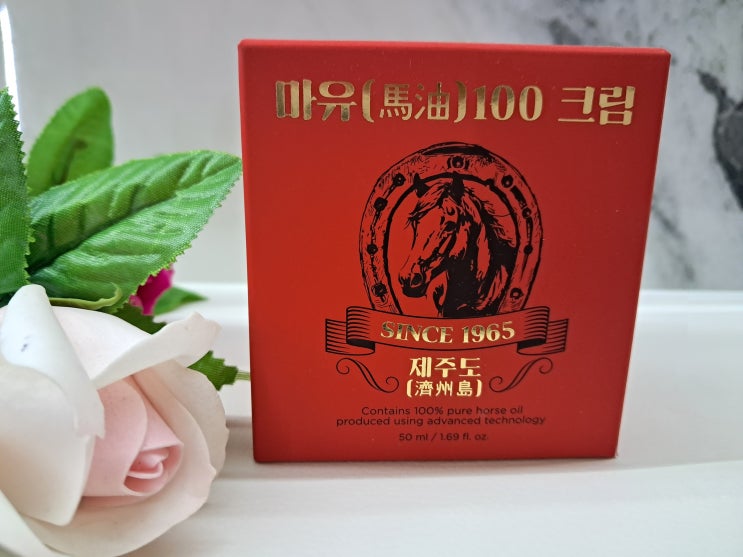 마유(馬油)100 크림
SINCE 1965
제주도
(濟州島)
Contains 100% pure horse oil
produced using advanced technology
50 ml / 1.69 fl. oz.